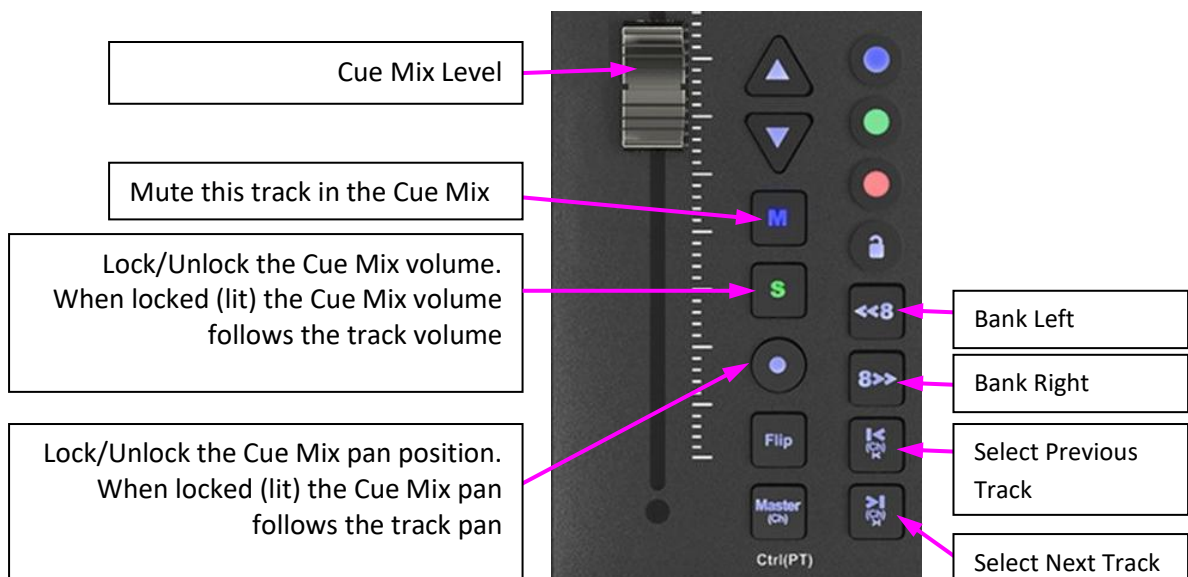 Cue Mix Level
Mute this track in the Cue Mix
Lock/Unlock the Cue Mix volume.
When locked (lit) the Cue Mix volume
follows the track volume
Lock/Unlock the Cue Mix pan position.
When locked (lit) the Cue Mix pan
follows the track pan
M
S
Flip
Master
(Ch)
Ctrl(PT)
<<8
8>>
I<
(Ch)
>I
(Ch)
Bank Left
Bank Right
Select Previous
Track
Select Next Track